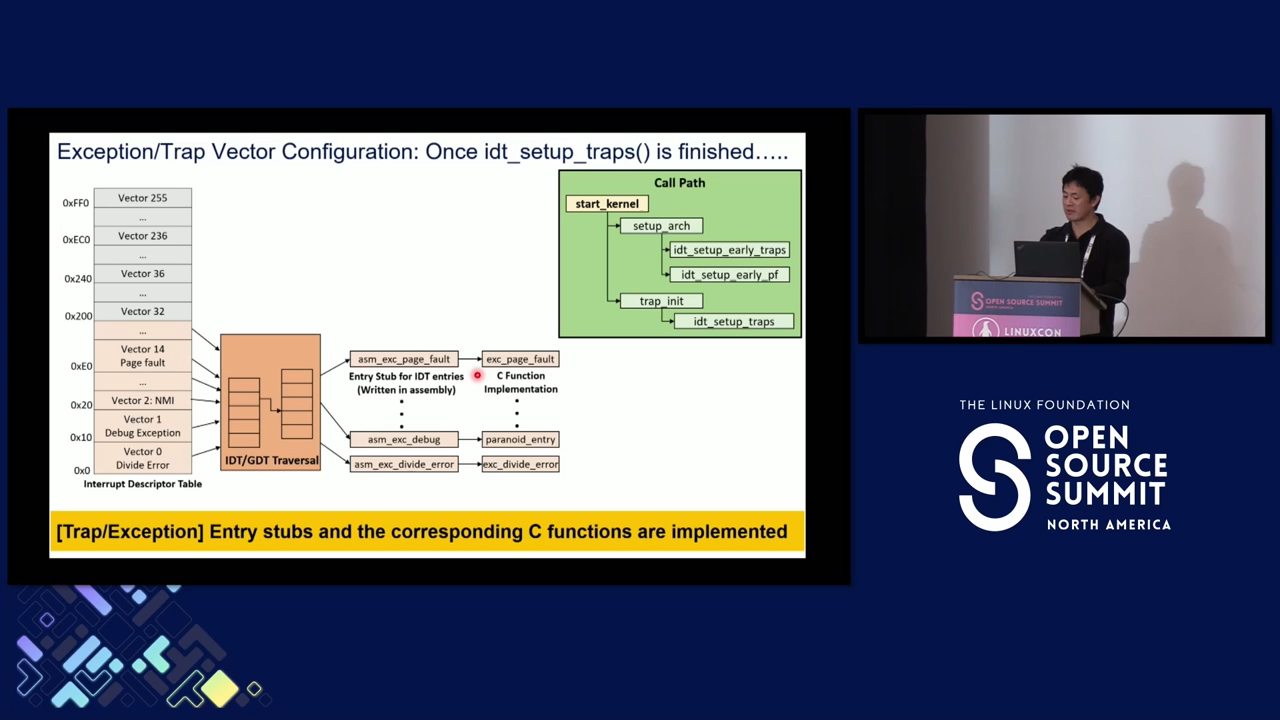 Exception/Trap Vector Configuration: Once idt_setup_traps() is finished…..
Call Path
start_kernel
setup_arch
idt_setup_early_traps
idt_setup_early_pf
trap_init
idt_setup_traps
0xFF0
Vector 255
...
0xEC0
Vector 236
...
0x240
Vector 36
...
0x200
Vector 32
...
0xE0
Vector 14
Page fault
...
0x20
Vector 2: NMI
0x10
Vector 1
Debug Exception
0x0
Vector 0
Divide Error
Interrupt Descriptor Table
IDT/GDT Traversal
asm_exc_page_fault
exc_page_fault
Entry Stub for IDT entries
(Written in assembly)
C Function
Implementation
asm_exc_debug
paranoid_entry
asm_exc_divide_error
exc_divide_error
[Trap/Exception] Entry stubs and the corresponding C functions are implemented
OPEN SOURCE SUMMIT
LINUXCON
THE LINUX FOUNDATION
OPEN
SOURCE
SUMMIT
NORTH AMERICA